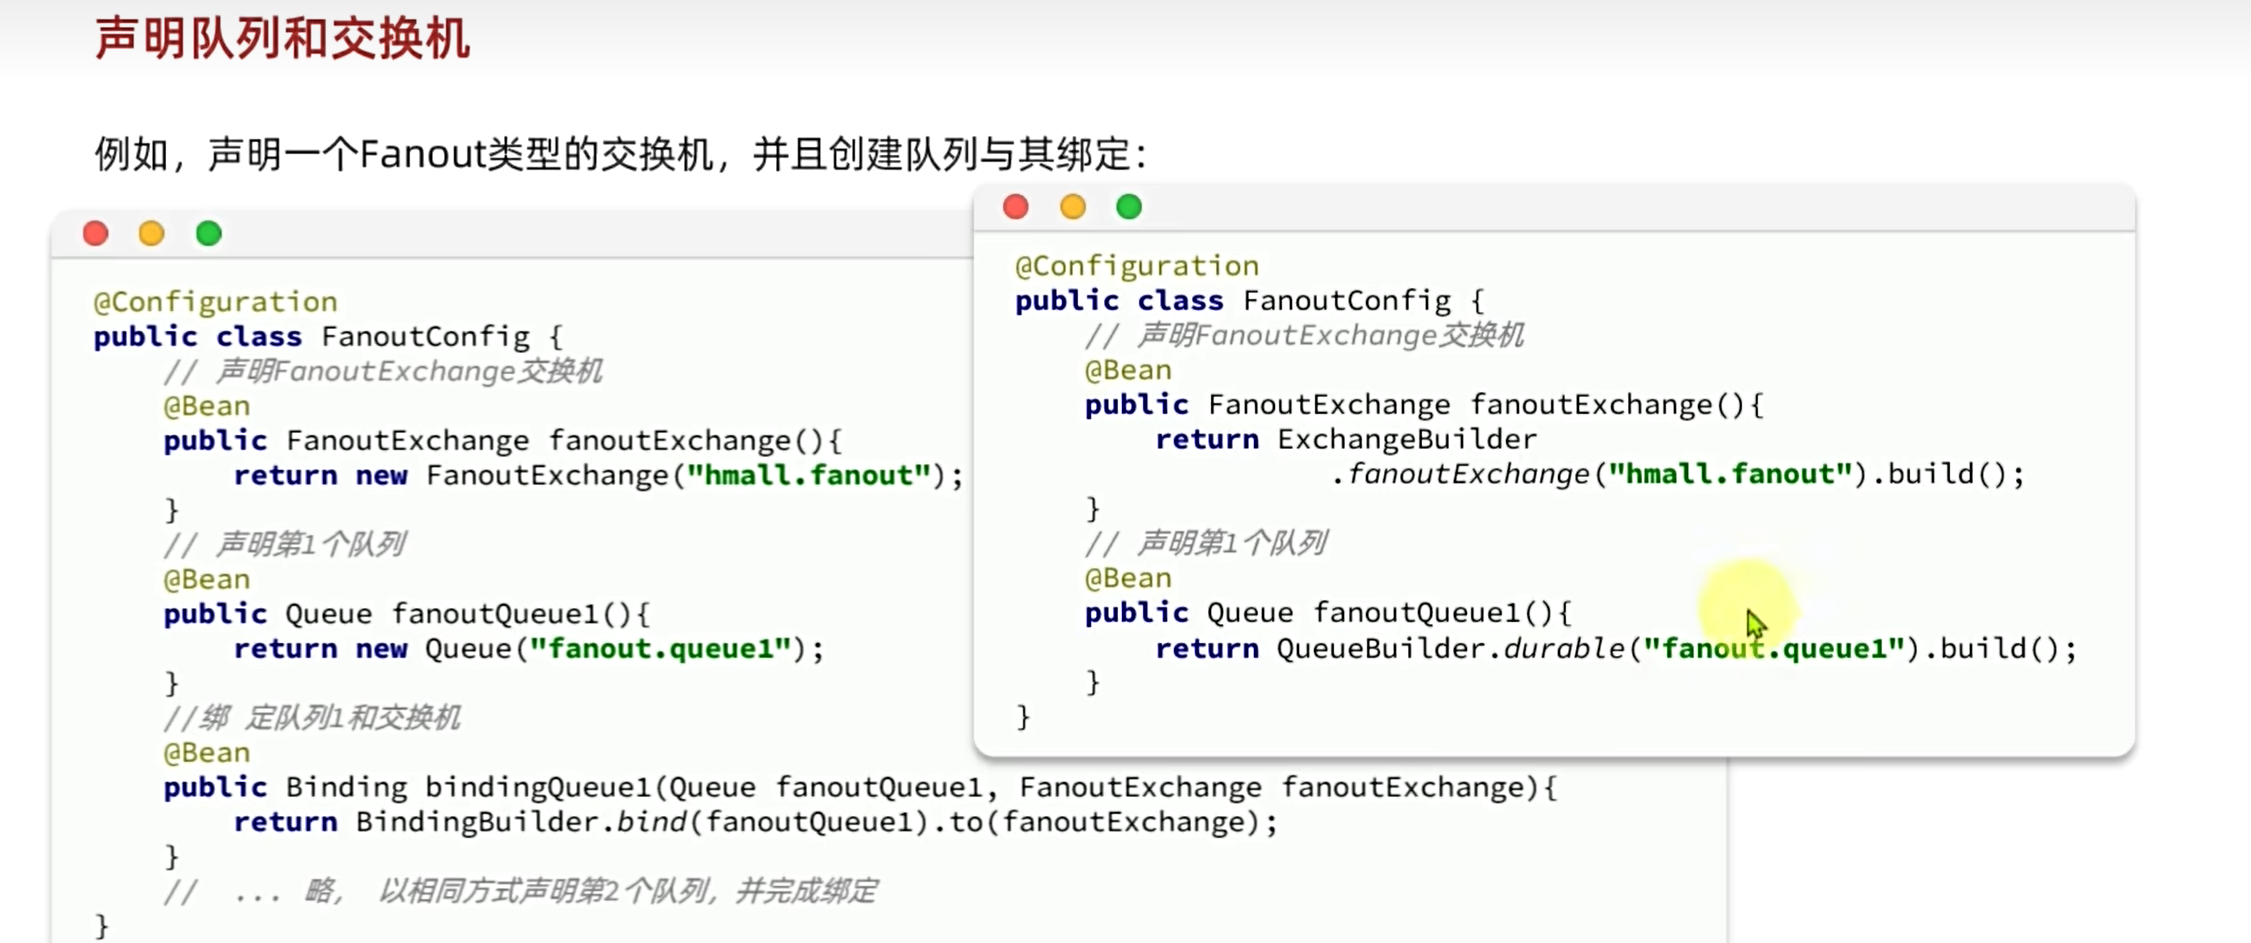 声明队列和交换机
例如，声明一个Fanout类型的交换机，并且创建队列与其绑定：
@Configuration
public class FanoutConfig {
// 声明FanoutExchange交换机
@Bean
public FanoutExchange fanoutExchange(){
return new FanoutExchange("hmall.fanout");
}
// 声明第1个队列
@Bean
public Queue fanoutQueue1(){
return new Queue("fanout.queue1");
}
//绑 定队列1和交换机
@Bean
public Binding bindingQueue1(Queue fanoutQueue1, FanoutExchange fanoutExchange){
return BindingBuilder.bind(fanoutQueue1).to(fanoutExchange);
}
// ... 略， 以相同方式声明第2个队列，并完成绑定
}
@Configuration
public class FanoutConfig {
// 声明FanoutExchange交换机
@Bean
public FanoutExchange fanoutExchange(){
return ExchangeBuilder
.fanoutExchange("hmall.fanout").build();
}
// 声明第1个队列
@Bean
public Queue fanoutQueue1(){
return QueueBuilder.durable("fanout.queue1").build();
}
}